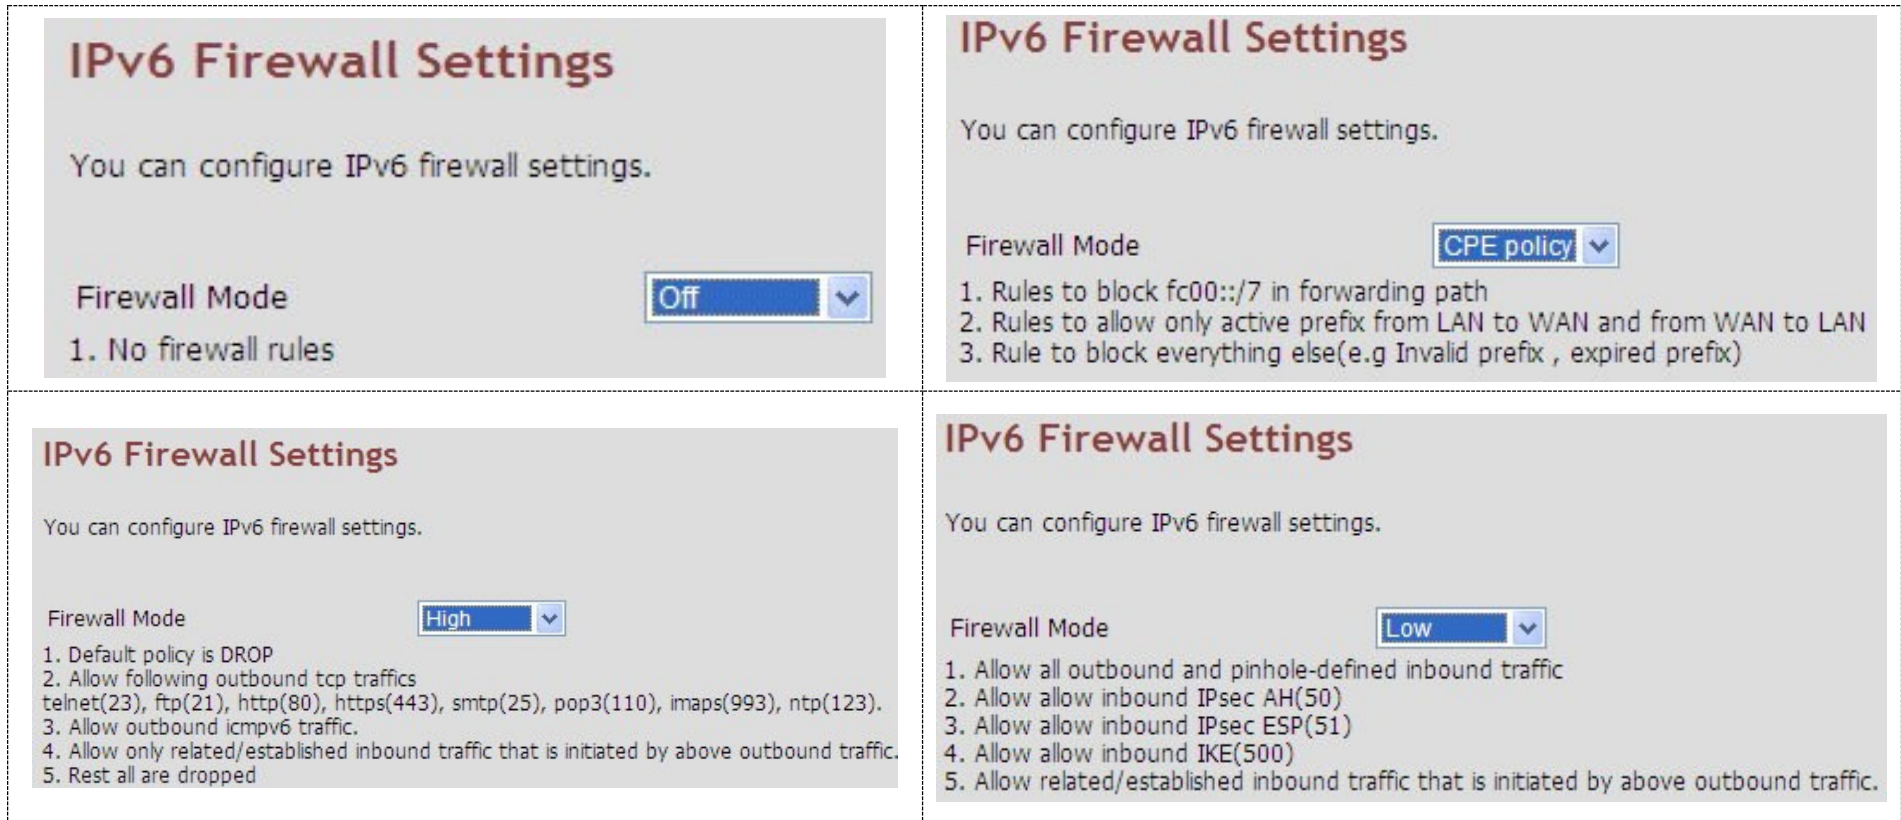 IPv6 Firewall Settings
You can configure IPv6 firewall settings.
Firewall Mode Off
1. No firewall rules
IPv6 Firewall Settings
You can configure IPv6 firewall settings.
Firewall Mode CPE policy
1. Rules to block fc00::/7 in forwarding path
2. Rules to allow only active prefix from LAN to WAN and from WAN to LAN
3. Rule to block everything else(e.g Invalid prefix , expired prefix)
IPv6 Firewall Settings
You can configure IPv6 firewall settings.
Firewall Mode High
1. Default policy is DROP
2. Allow following outbound tcp traffics
telnet(23), ftp(21), http(80), https(443), smtp(25), pop3(110), imaps(993), ntp(123).
3. Allow outbound icmpv6 traffic.
4. Allow only related/established inbound traffic that is initiated by above outbound traffic.
5. Rest all are dropped
IPv6 Firewall Settings
You can configure IPv6 firewall settings.
Firewall Mode Low
1. Allow all outbound and pinhole-defined inbound traffic
2. Allow allow inbound IPsec AH(50)
3. Allow allow inbound IPsec ESP(51)
4. Allow allow inbound IKE(500)
5. Allow related/established inbound traffic that is initiated by above outbound traffic.